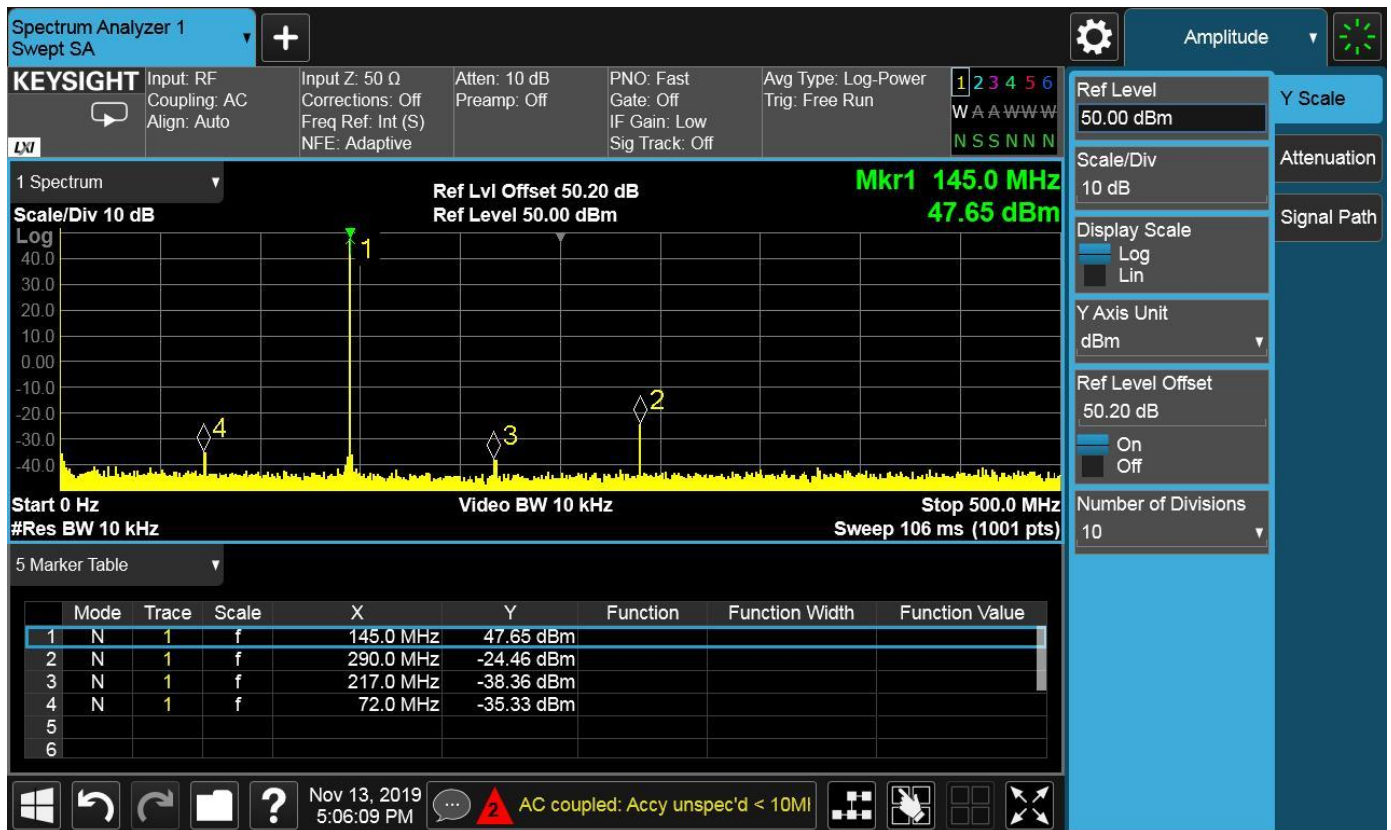 Spectrum Analyzer 1
Swept SA
Amplitude
KEYSIGHT
LXI
Input: RF
Coupling: AC
Align: Auto
Input Z: 50 Ω
Corrections: Off
Freq Ref: Int (S)
NFE: Adaptive
Atten: 10 dB
Preamp: Off
PNO: Fast
Gate: Off
IF Gain: Low
Sig Track: Off
Avg Type: Log-Power
Trig: Free Run
1 2 3 4 5 6
W A A W W W
N S S N N N
1 Spectrum
Scale/Div 10 dB
Ref Lvl Offset 50.20 dB
Ref Level 50.00 dBm
Mkr1 145.0 MHz
47.65 dBm
Log
40.0
30.0
20.0
10.0
0.00
-10.0
-20.0
-30.0
-40.0
1
2
3
4
Start 0 Hz
#Res BW 10 kHz
Video BW 10 kHz
Stop 500.0 MHz
Sweep 106 ms (1001 pts)
5 Marker Table
Mode Trace Scale X Y Function Function Width Function Value
1 N 1 f 145.0 MHz 47.65 dBm
2 N 1 f 290.0 MHz -24.46 dBm
3 N 1 f 217.0 MHz -38.36 dBm
4 N 1 f 72.0 MHz -35.33 dBm
5
6
?
Nov 13, 2019
5:06:09 PM
2
AC coupled: Accy unspec'd < 10M
Ref Level
50.00 dBm
Scale/Div
10 dB
Display Scale
Log
Lin
Y Axis Unit
dBm
Ref Level Offset
50.20 dB
On
Off
Number of Divisions
10
Y Scale
Attenuation
Signal Path